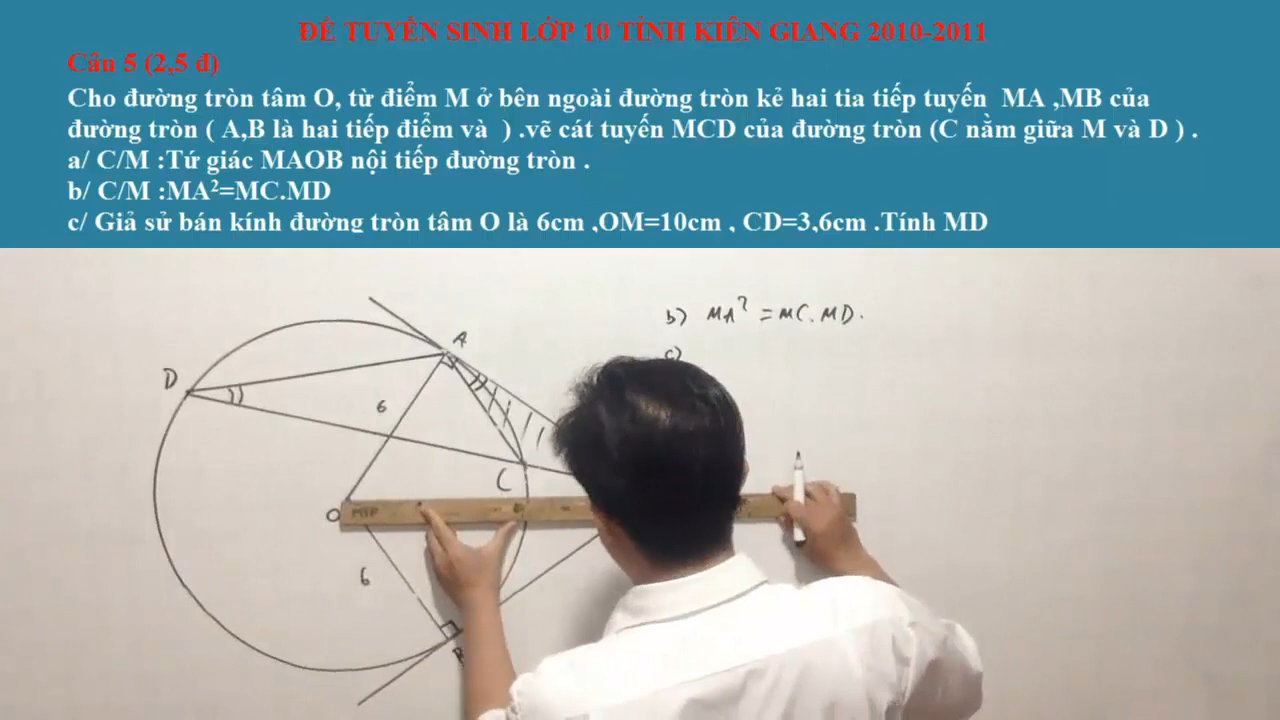 ĐỀ TUYỂN SINH LỚP 10 TỈNH KIÊN GIANG 2010-2011
Câu 5 (2,5 đ)
Cho đường tròn tâm O, từ điểm M ở bên ngoài đường tròn kẻ hai tia tiếp tuyến MA ,MB của
đường tròn ( A,B là hai tiếp điểm và ) .vẽ cát tuyến MCD của đường tròn (C nằm giữa M và D ) .
a/ C/M :Tứ giác MAOB nội tiếp đường tròn .
b/ C/M :MA²=MC.MD
c/ Giả sử bán kính đường tròn tâm O là 6cm ,OM=10cm , CD=3,6cm .Tính MD
b) MA² = MC.MD.
c)
A
D
6
C
O
6